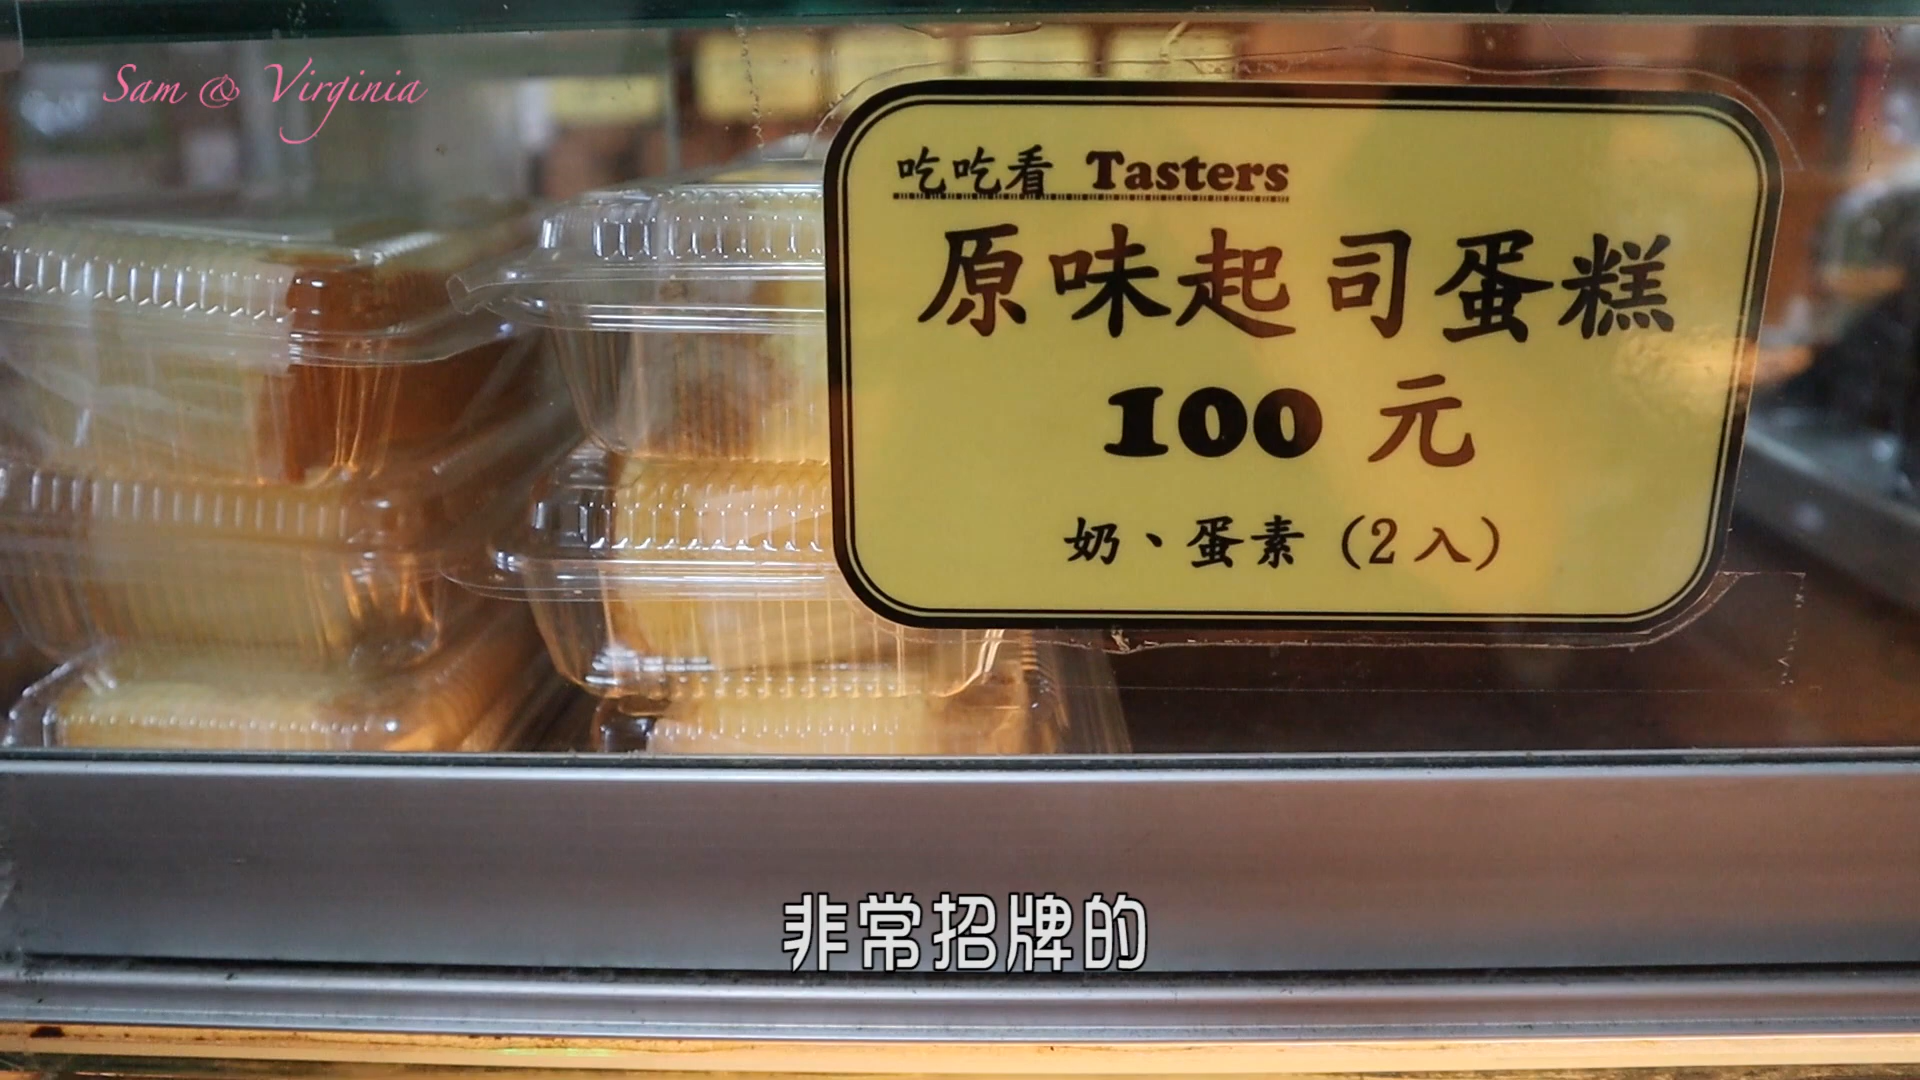 Sam & Virginia
吃吃看 Tasters
原味起司蛋糕
100 元
奶、蛋素（2入）
非常招牌的